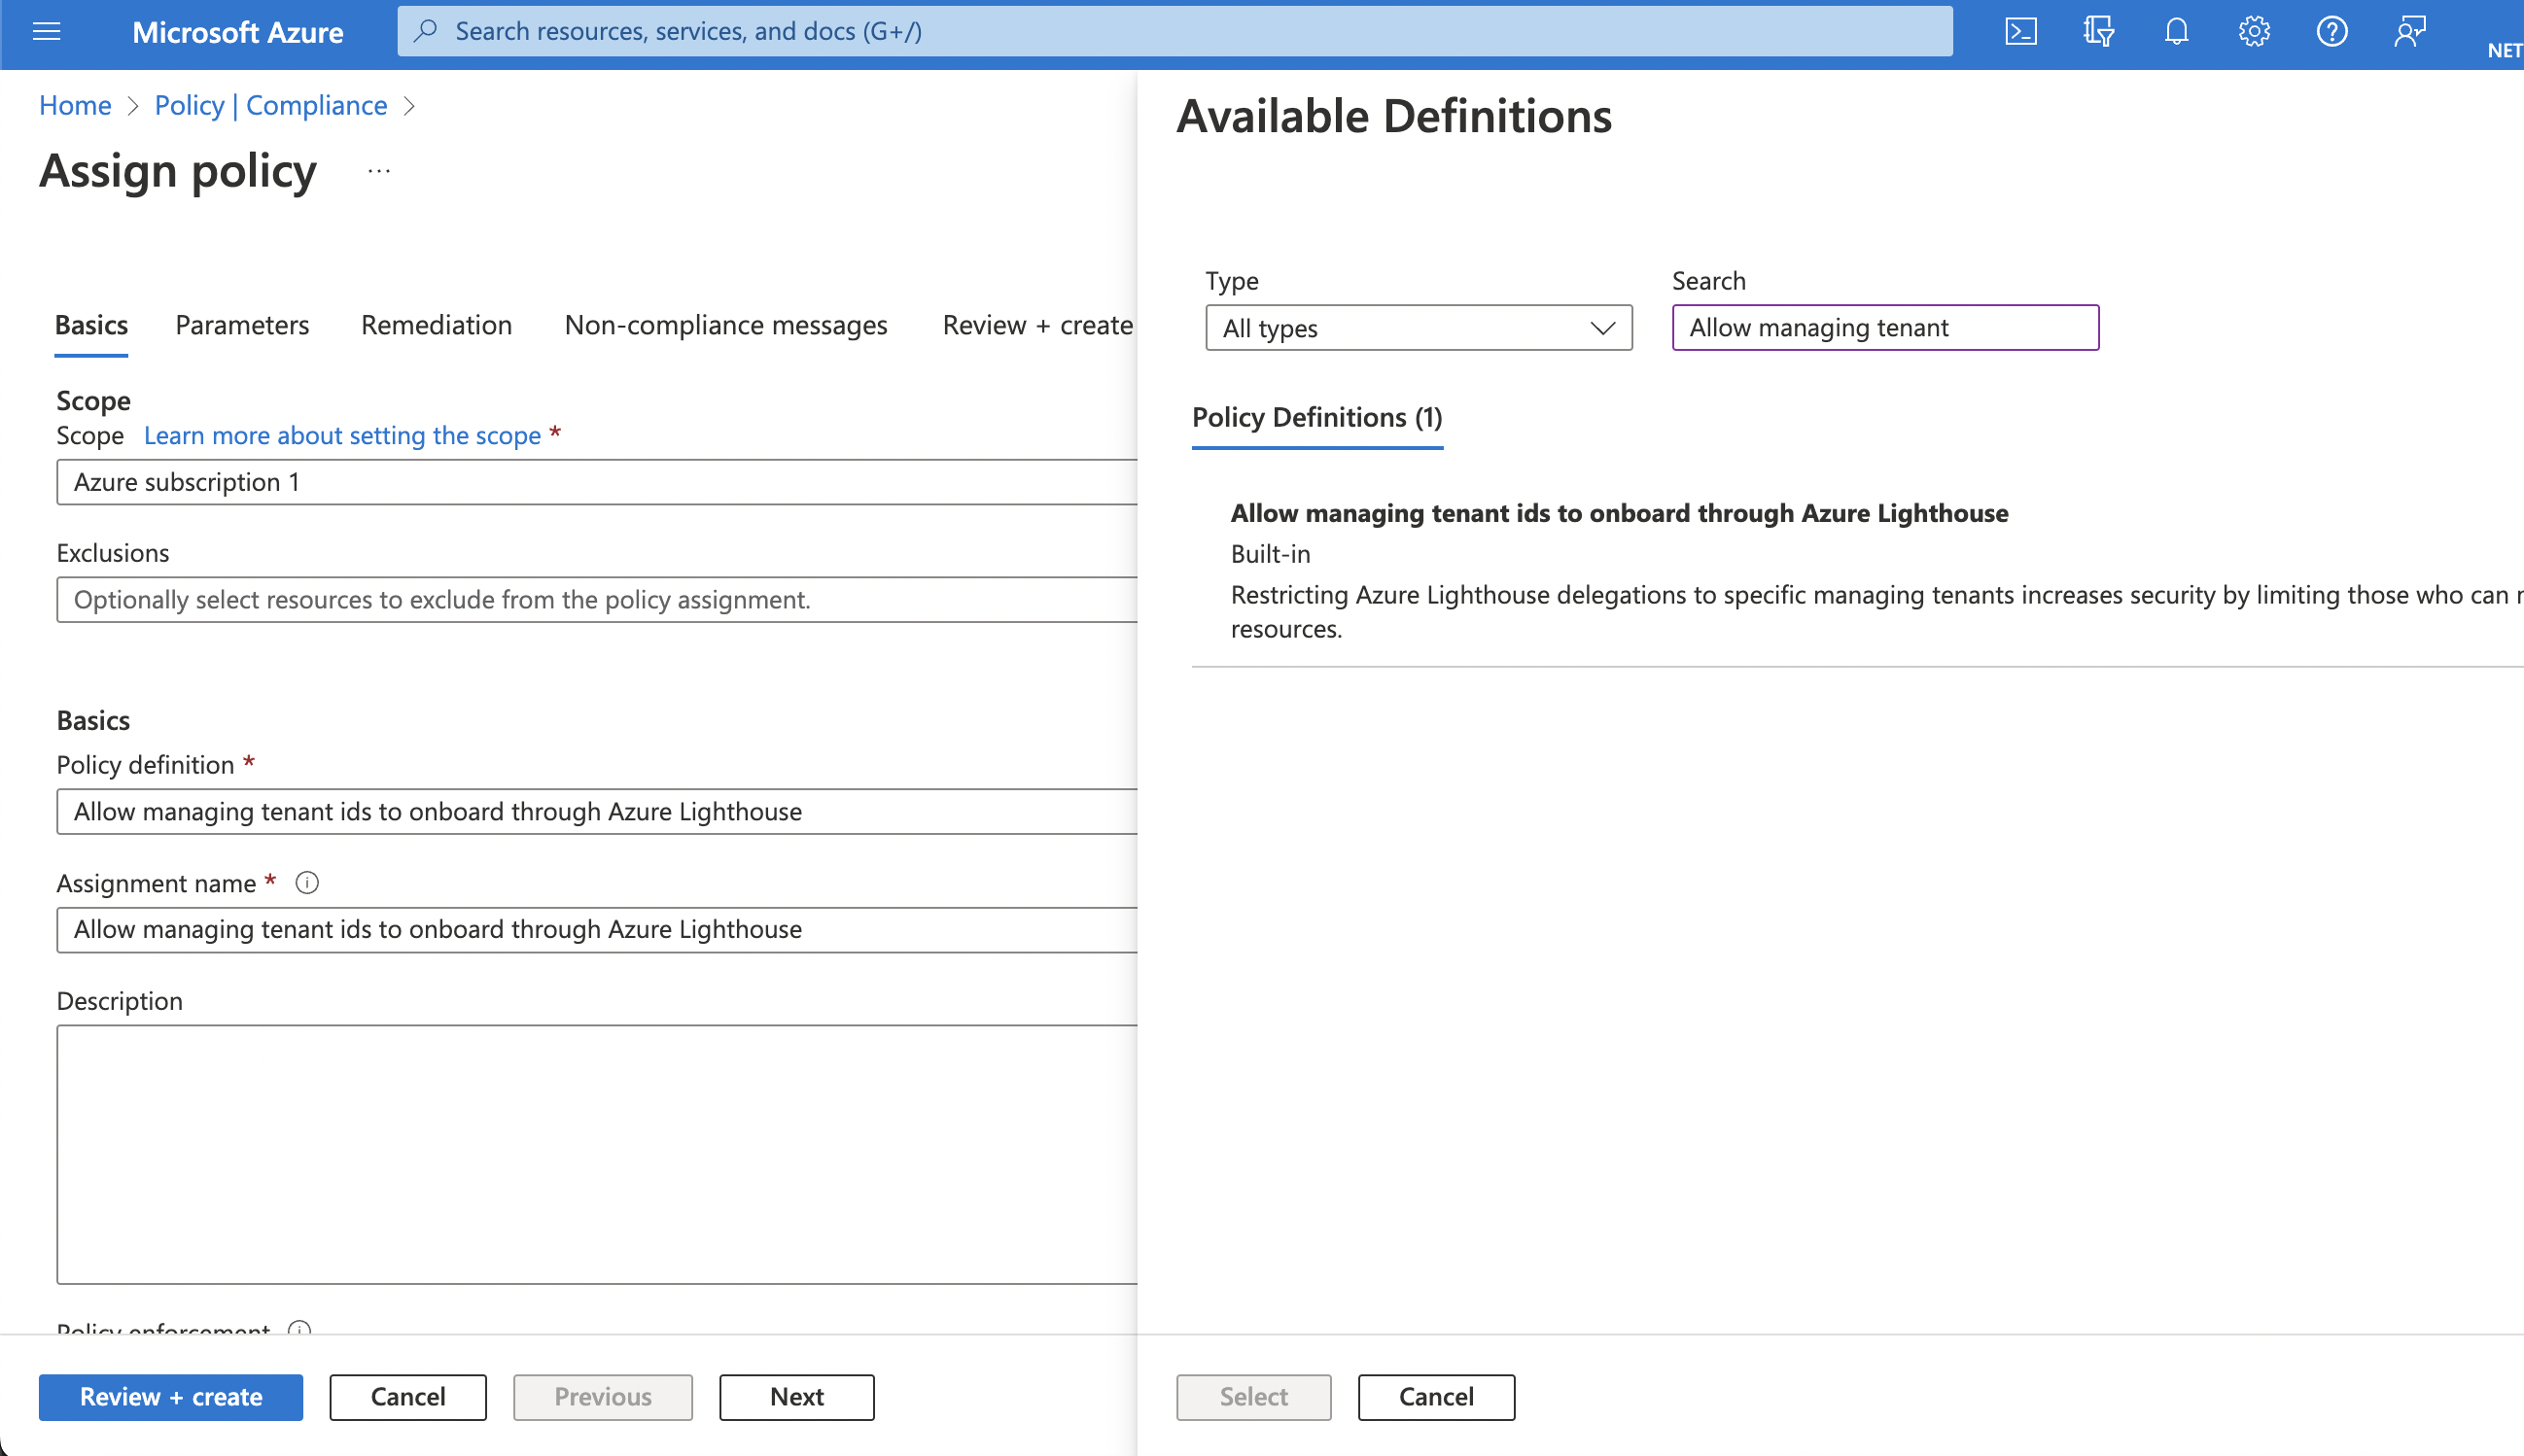 Microsoft Azure
Search resources, services, and docs (G+/)
NET
Home > Policy | Compliance >
Assign policy ...
Basics Parameters Remediation Non-compliance messages Review + create
Scope
Scope Learn more about setting the scope *
Azure subscription 1
Exclusions
Optionally select resources to exclude from the policy assignment.
Basics
Policy definition *
Allow managing tenant ids to onboard through Azure Lighthouse
Assignment name *
Allow managing tenant ids to onboard through Azure Lighthouse
Description
Policy enforcement
Review + create Cancel Previous Next
Available Definitions
Type Search
All types Allow managing tenant
Policy Definitions (1)
Allow managing tenant ids to onboard through Azure Lighthouse
Built-in
Restricting Azure Lighthouse delegations to specific managing tenants increases security by limiting those who can
resources.
Select Cancel